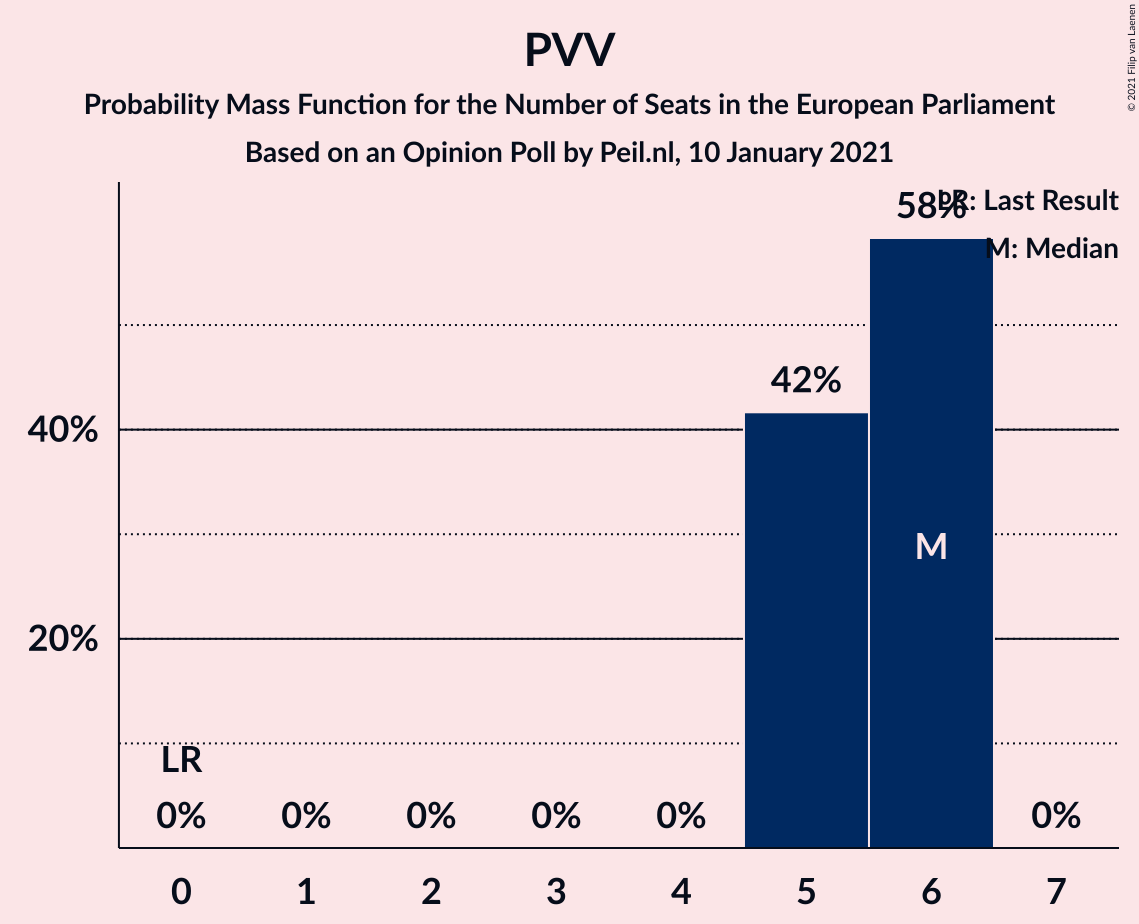 PVV
Probability Mass Function for the Number of Seats in the European Parliament
Based on an Opinion Poll by Peil.nl, 10 January 2021
© 2021 Filip van Laenen
LR: Last Result
M: Median
58%
42%
40%
M
20%
LR
0% 0% 0% 0% 0% 0%
0 1 2 3 4 5 6 7